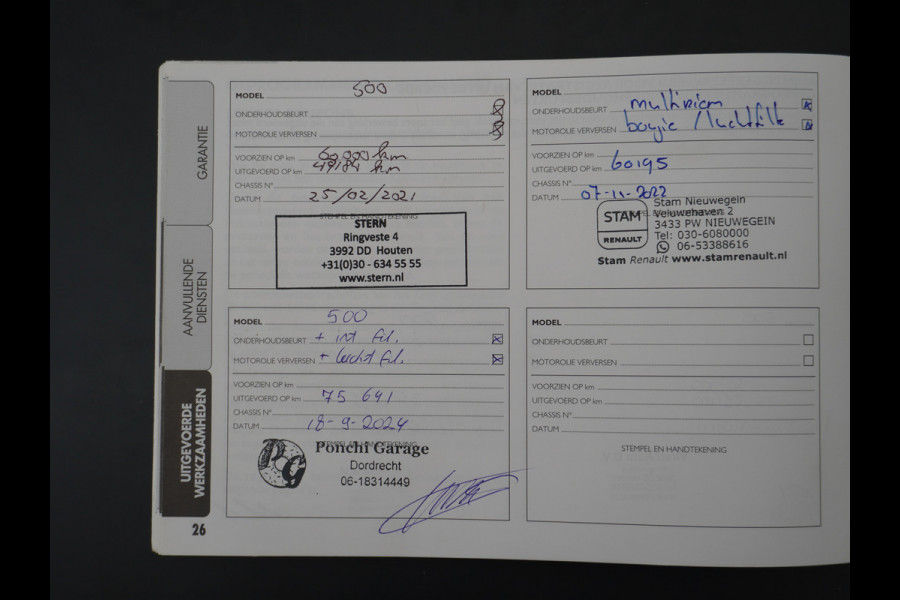 GARANTIE
AANVULLENDE
DIENSTEN
UITGEVOERDE
WERKZAAMHEDEN
26
MODEL 500
ONDERHOUDSBEURT
MOTOROLIE VERVERSEN
VOORZIEN OP km 60 000 km
UITGEVOERD OP km 49184 km
CHASSIS N°
DATUM 25/02/2021
STEMPEL EN HANDTEKENING
STERN
Ringveste 4
3992 DD Houten
+31(0)30 - 634 55 55
www.stern.nl
MODEL
ONDERHOUDSBEURT multiriem
MOTOROLIE VERVERSEN bougie / luchtfilte
VOORZIEN OP km
UITGEVOERD OP km 60195
CHASSIS N°
DATUM 07-11-2022
STAM
RENAULT
Stam Nieuwegein
Veluwehaven 2
3433 PW NIEUWEGEIN
Tel: 030-6080000
06-53388616
Stam Renault www.stamrenault.nl
MODEL 500
ONDERHOUDSBEURT + int fil.
MOTOROLIE VERVERSEN + lucht fil.
VOORZIEN OP km
UITGEVOERD OP km 75 641
CHASSIS N°
DATUM 18-9-2024
STEMPEL EN HANDTEKENING
PG
Ponchi Garage
Dordrecht
06-18314449
MODEL
ONDERHOUDSBEURT
MOTOROLIE VERVERSEN
VOORZIEN OP km
UITGEVOERD OP km
CHASSIS N°
DATUM
STEMPEL EN HANDTEKENING